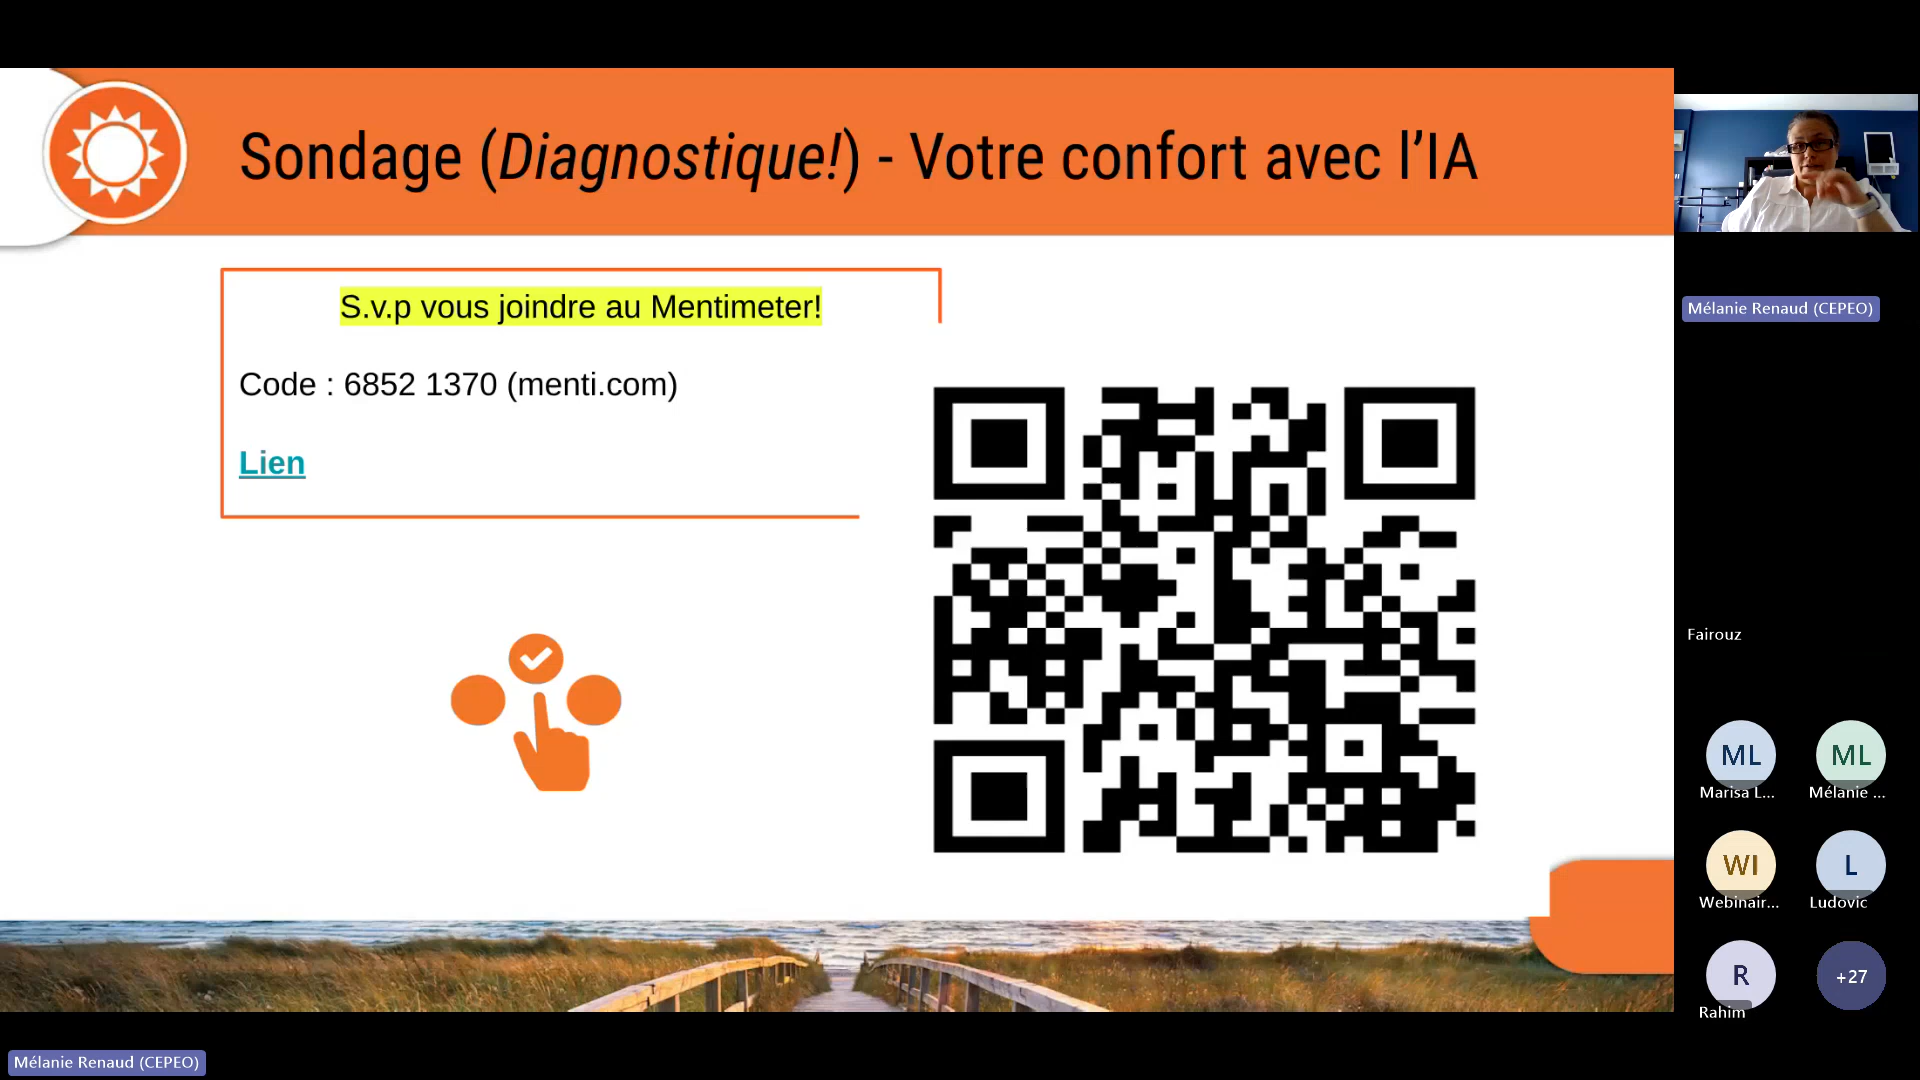 Sondage (Diagnostique!) - Votre confort avec l’IA
S.v.p vous joindre au Mentimeter!
Code : 6852 1370 (menti.com)
Lien
Mélanie Renaud (CEPEO)
Fairouz
ML
ML
Marisa L...
Mélanie ...
WI
L
Webinair...
Ludovic
R
+27
Rahim
Mélanie Renaud (CEPEO)